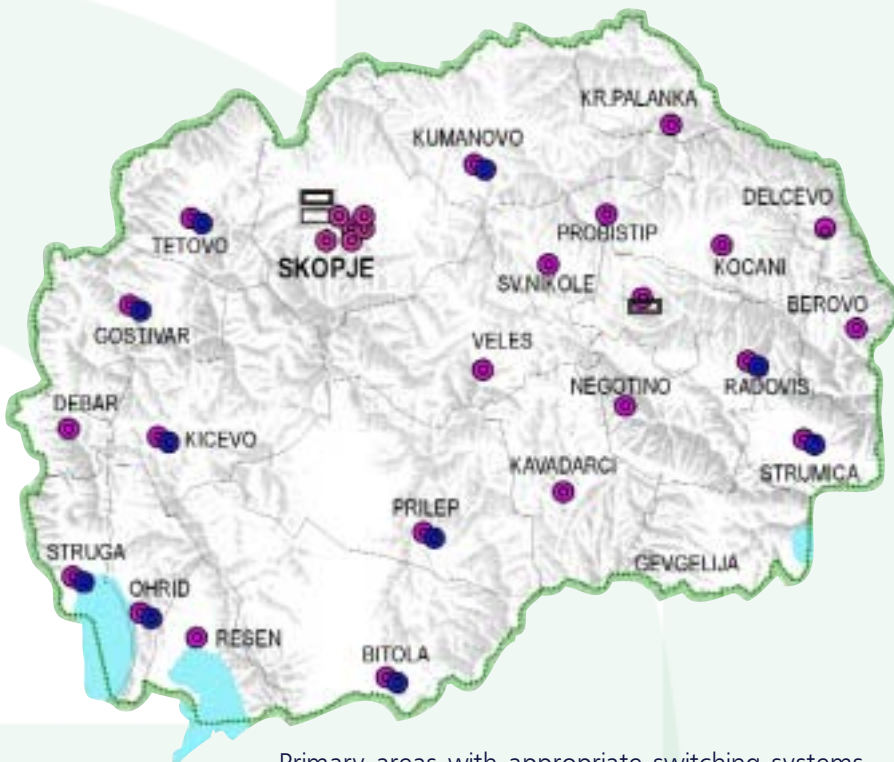 KR.PALANKA
KUMANOVO
DELCEVO
PROBISTIP
TETOVO
KOCANI
SKOPJE
SV.NIKOLE
BEROVO
GOSTIVAR
VELES
NEGOTINO
RADOVIS
DEBAR
KICEVO
KAVADARCI
STRUMICA
PRILEP
STRUGA
GEVGELIJA
OHRID
RESEN
BITOLA
Primary areas with appropriate switching systems